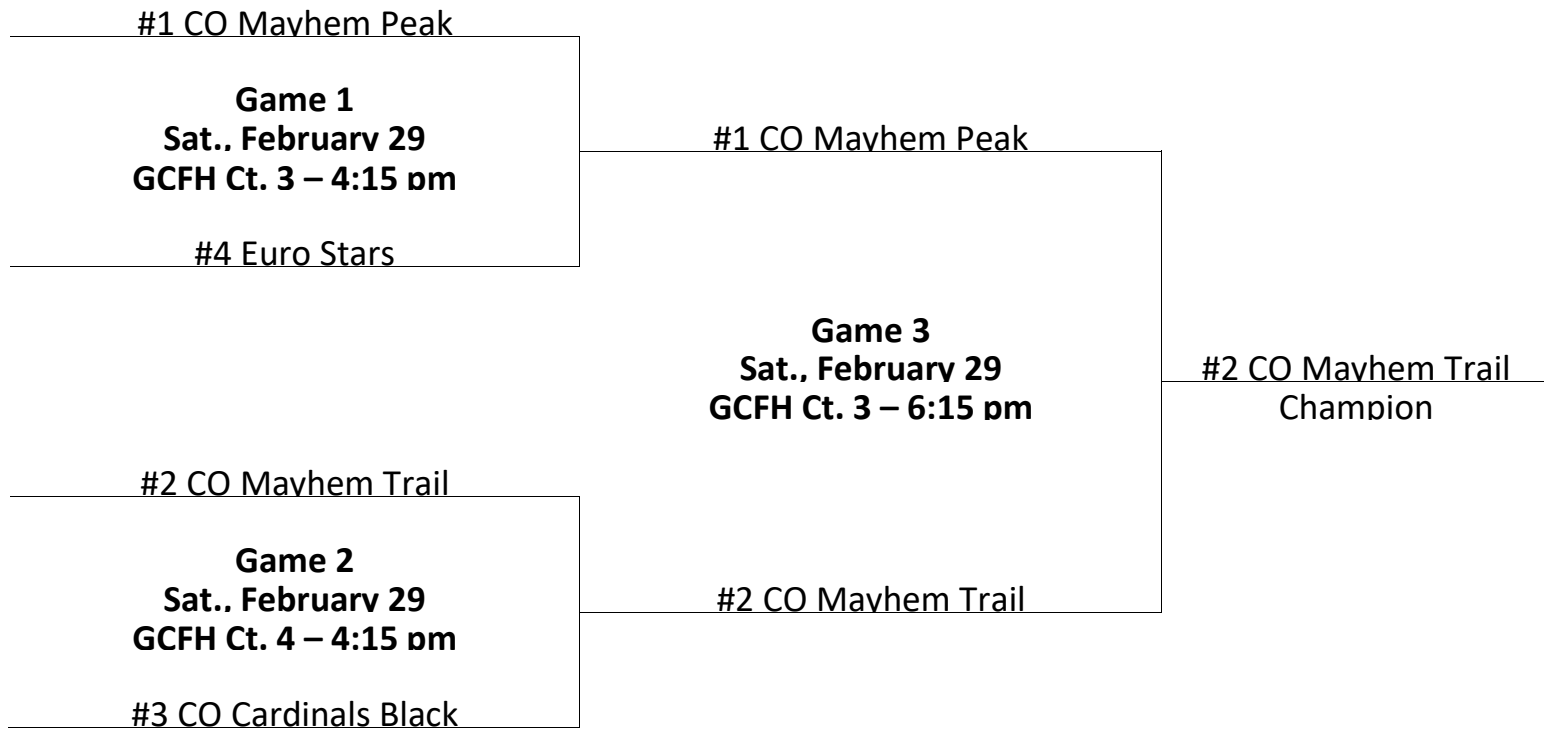 #1 CO Mayhem Peak
Game 1
Sat., February 29
GCFH Ct. 3 – 4:15 pm
#4 Euro Stars
#1 CO Mayhem Peak
Game 3
Sat., February 29
GCFH Ct. 3 – 6:15 pm
#2 CO Mayhem Trail
Champion
#2 CO Mayhem Trail
Game 2
Sat., February 29
GCFH Ct. 4 – 4:15 pm
#3 CO Cardinals Black
#2 CO Mayhem Trail